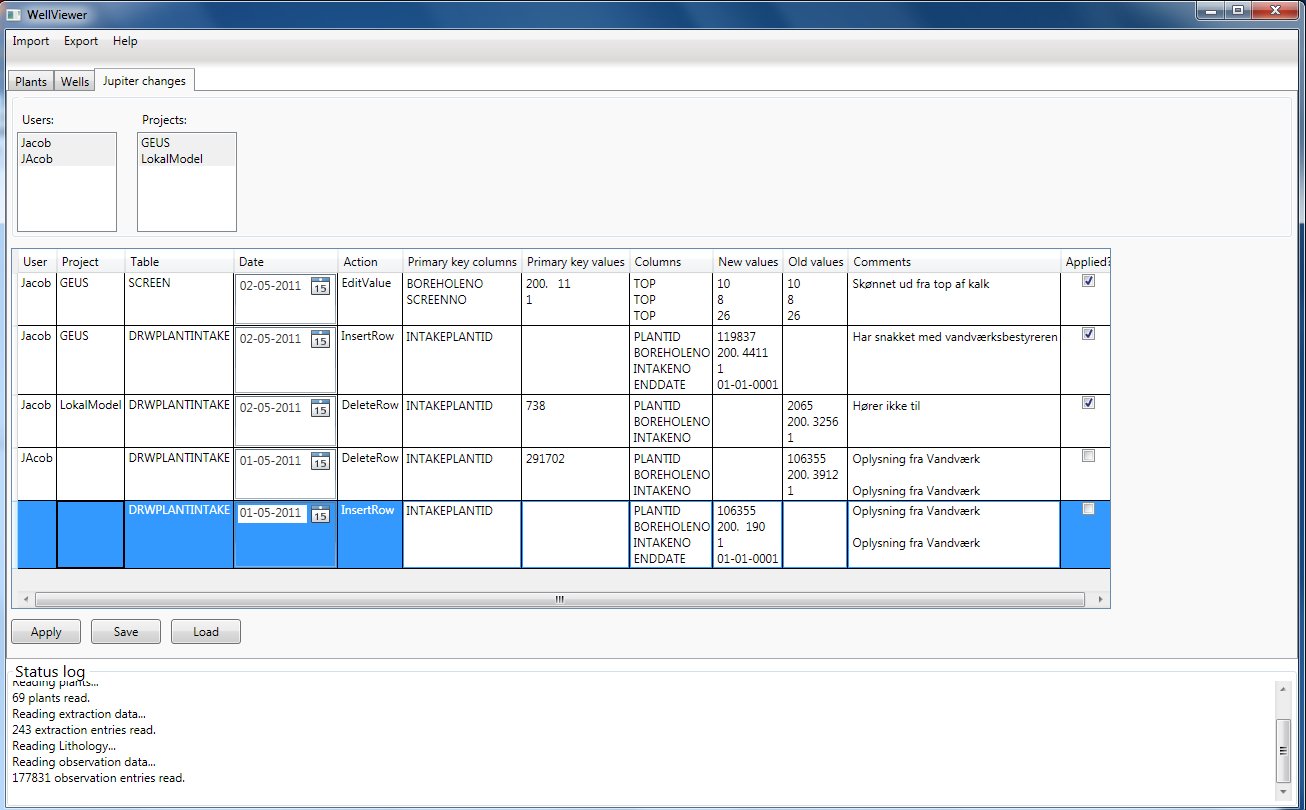 WellViewer
Import Export Help
Plants Wells Jupiter changes
Users: Projects:
Jacob GEUS
JAcob LokalModel
User Project Table Date Action Primary key columns Primary key values Columns New values Old values Comments Applied?
Jacob GEUS SCREEN 02-05-2011 15 EditValue BOREHOLENO 200. 11 TOP 10 10 Skønnet ud fra top af kalk
SCREENNO 1 TOP 8 8
TOP 26 26
Jacob GEUS DRWPLANTINTAKE 02-05-2011 15 InsertRow INTAKEPLANTID PLANTID 119837 Har snakket med vandværksbestyreren
BOREHOLENO 200. 4411
INTAKENO 1
ENDDATE 01-01-0001
Jacob LokalModel DRWPLANTINTAKE 02-05-2011 15 DeleteRow INTAKEPLANTID 738 PLANTID 2065 Hører ikke til
BOREHOLENO 200. 3256
INTAKENO 1
JAcob DRWPLANTINTAKE 01-05-2011 15 DeleteRow INTAKEPLANTID 291702 PLANTID 106355 Oplysning fra Vandværk
BOREHOLENO 200. 3912
INTAKENO 1 Oplysning fra Vandværk
DRWPLANTINTAKE 01-05-2011 15 InsertRow INTAKEPLANTID PLANTID 106355 Oplysning fra Vandværk
BOREHOLENO 200. 190
INTAKENO 1 Oplysning fra Vandværk
ENDDATE 01-01-0001
Apply Save Load
Status log
Reading plants...
69 plants read.
Reading extraction data...
243 extraction entries read.
Reading Lithology...
Reading observation data...
177831 observation entries read.